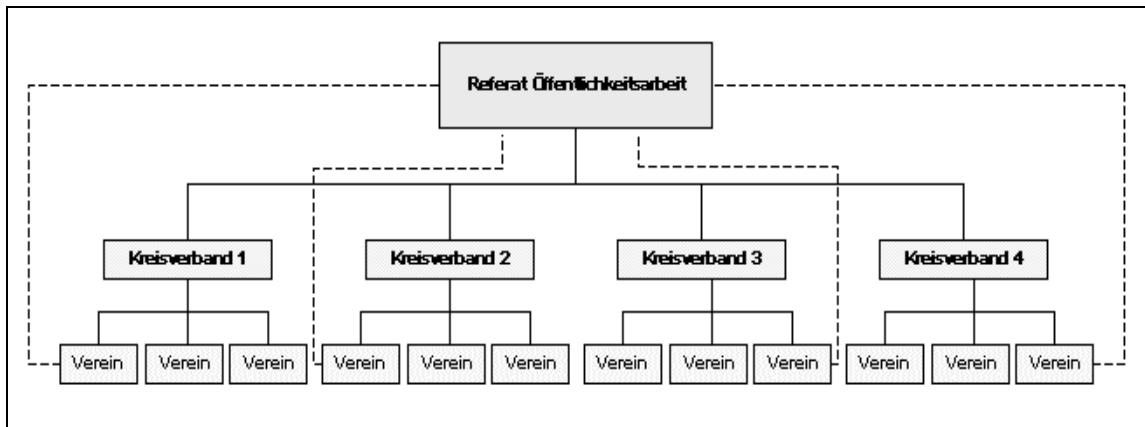 Referat Öffentlichkeitsarbeit
Kreisverband 1 Kreisverband 2 Kreisverband 3 Kreisverband 4
Verein Verein Verein Verein Verein Verein Verein Verein Verein Verein Verein Verein